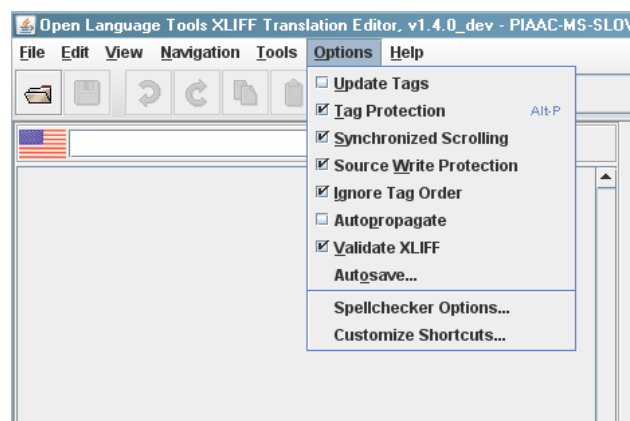 Open Language Tools XLIFF Translation Editor, v1.4.0_dev - PIAAC-MS-SLOV
File Edit View Navigation Tools Options Help
Update Tags
Tag Protection Alt-P
Synchronized Scrolling
Source Write Protection
Ignore Tag Order
Autopropagate
Validate XLIFF
Autosave...
Spellchecker Options...
Customize Shortcuts...